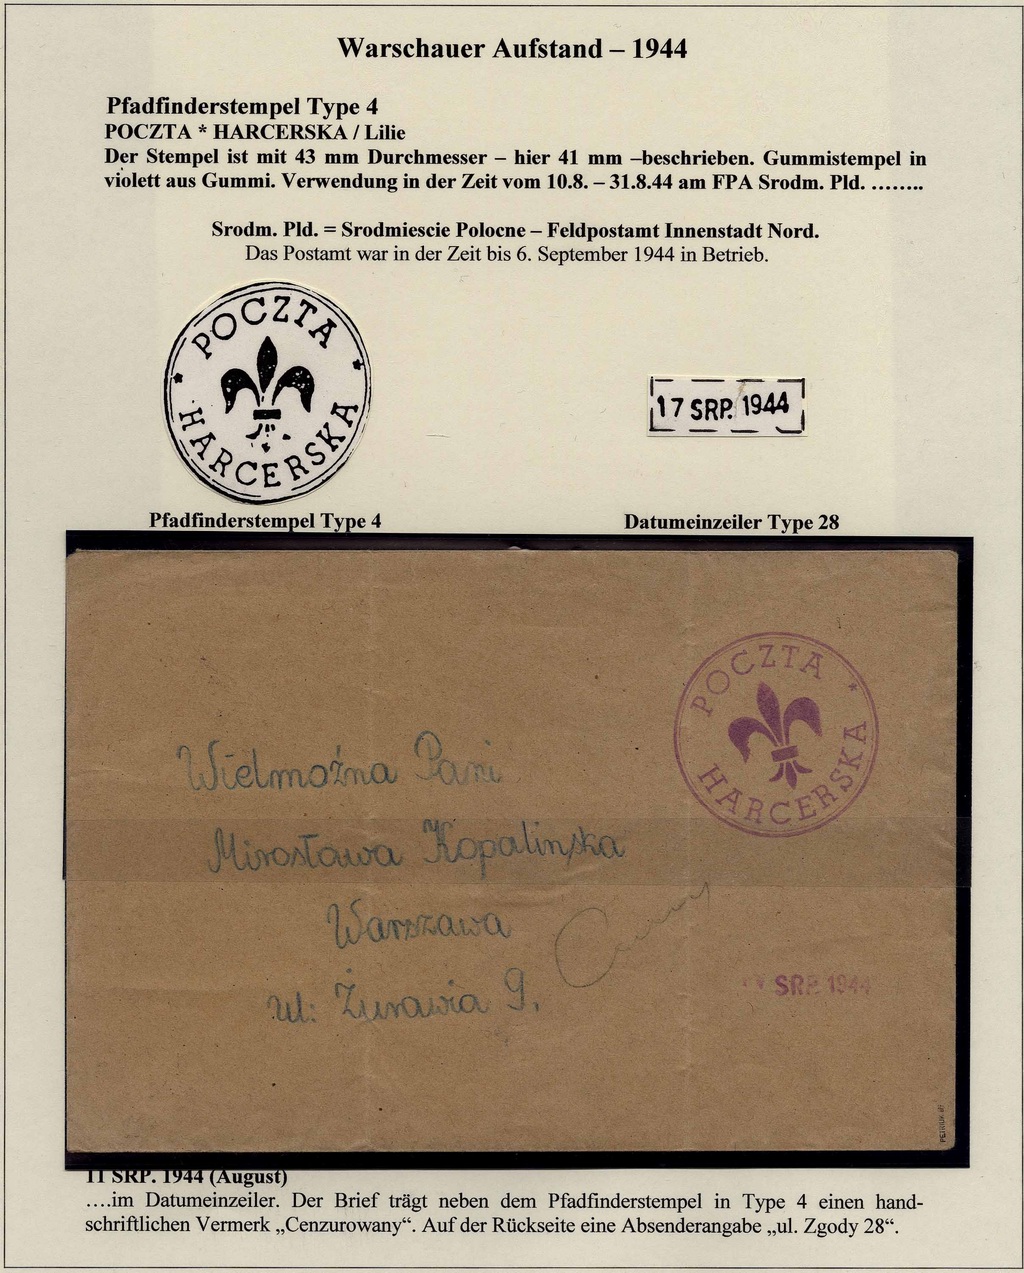 Warschauer Aufstand – 1944
Pfadfinderstempel Type 4
POCZTA * HARCERSKA / Lilie
Der Stempel ist mit 43 mm Durchmesser – hier 41 mm –beschrieben. Gummistempel in
violett aus Gummi. Verwendung in der Zeit vom 10.8. – 31.8.44 am FPA Srodm. Pld. ........
Srodm. Pld. = Srodmiescie Polocne – Feldpostamt Innenstadt Nord.
Das Postamt war in der Zeit bis 6. September 1944 in Betrieb.
POCZTA * HARCERSKA *
17 SRP. 1944
Pfadfinderstempel Type 4
Datumeinzeiler Type 28
POCZTA * HARCERSKA
Wielmożna Pani
Mirosława Kopalińska
Warszawa
ul: Żurawia 9.
SRP. 1944
11 SRP. 1944 (August)
....im Datumeinzeiler. Der Brief trägt neben dem Pfadfinderstempel in Type 4 einen hand-
schriftlichen Vermerk „Cenzurowany“. Auf der Rückseite eine Absenderangabe „ul. Zgody 28“.